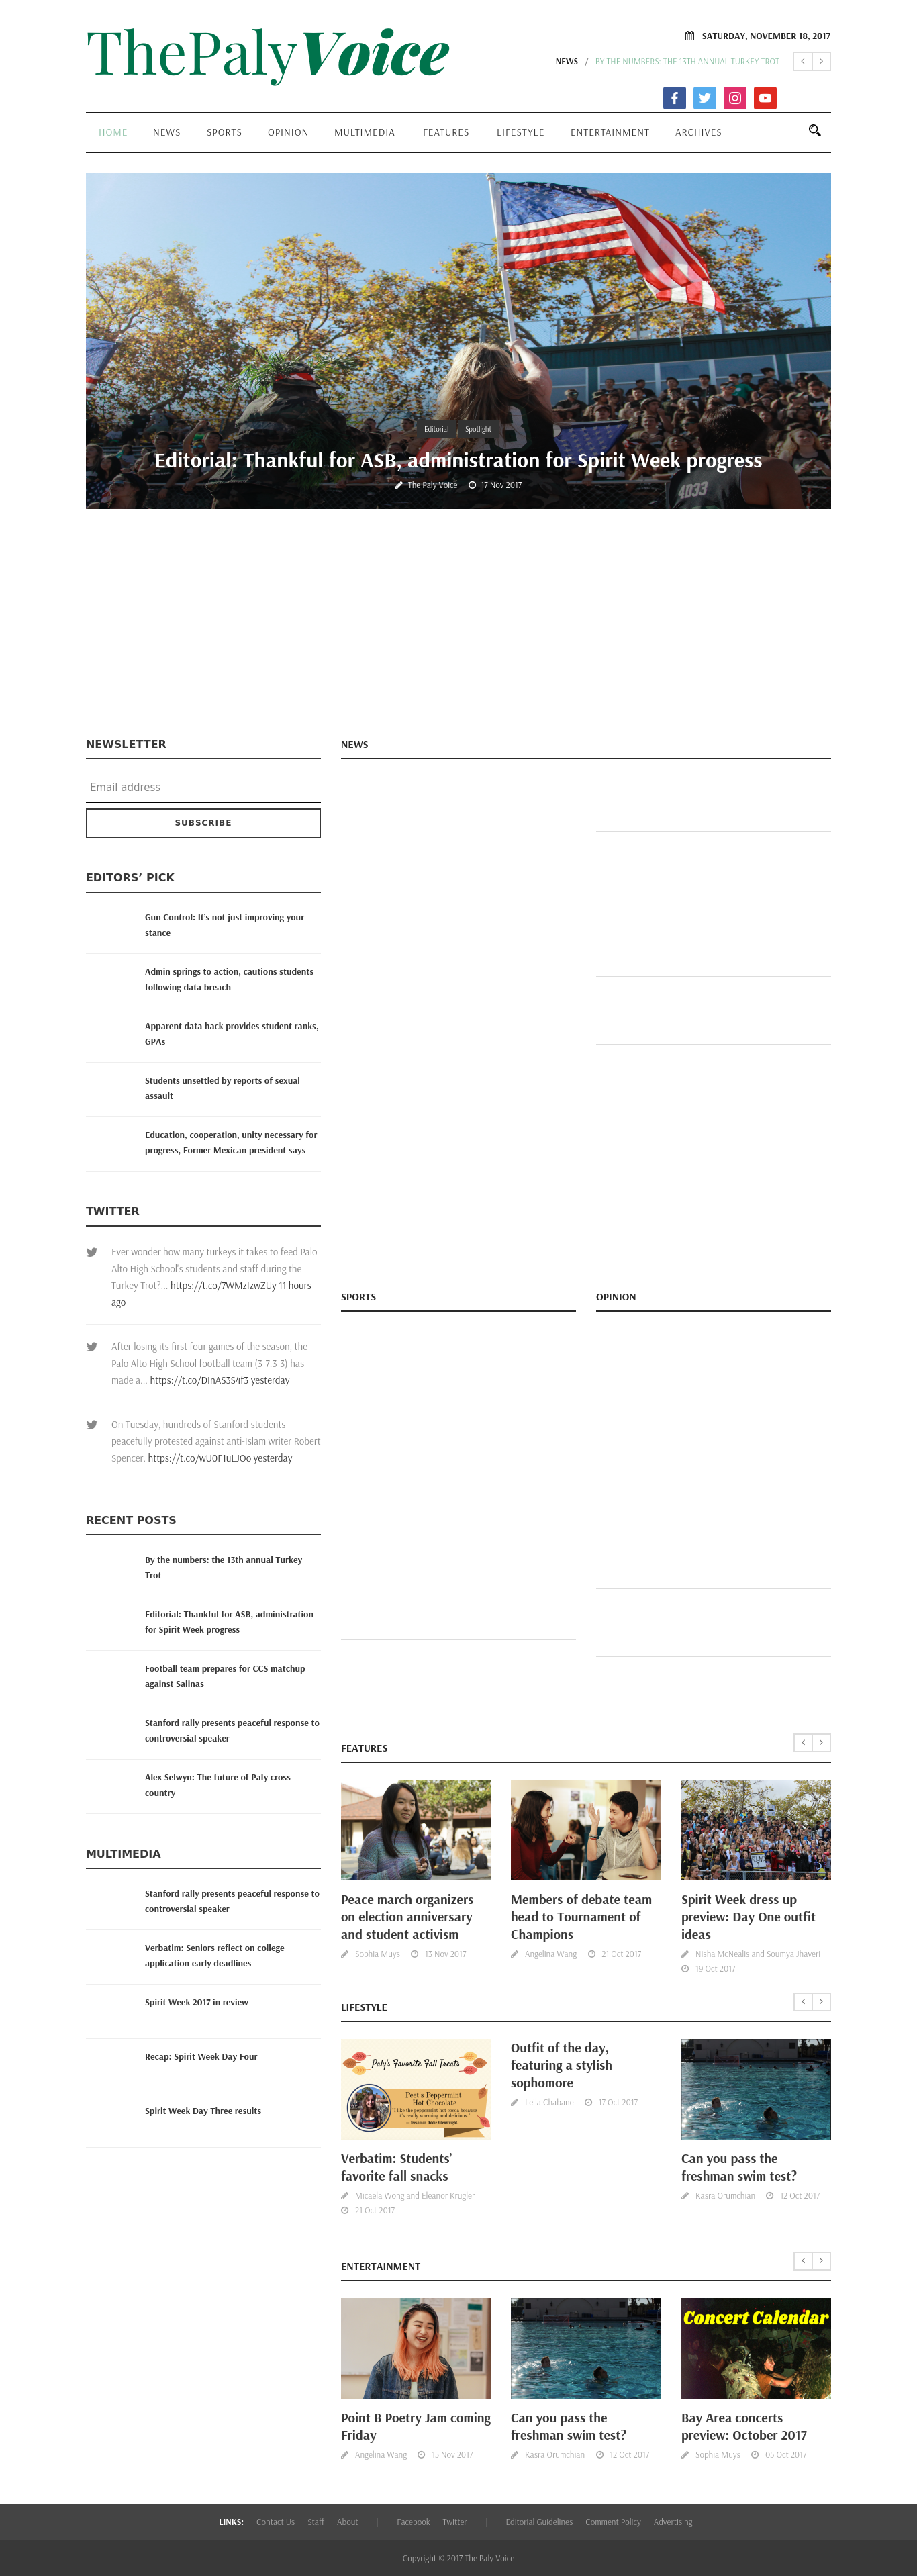 ThePalyVoice
SATURDAY, NOVEMBER 18, 2017
NEWS / BY THE NUMBERS: THE 13TH ANNUAL TURKEY TROT
HOME NEWS SPORTS OPINION MULTIMEDIA FEATURES LIFESTYLE ENTERTAINMENT ARCHIVES
Editorial Spotlight
Editorial: Thankful for ASB, administration for Spirit Week progress
The Paly Voice 17 Nov 2017
NEWSLETTER
Email address
SUBSCRIBE
EDITORS’ PICK
Gun Control: It’s not just improving your
stance
Admin springs to action, cautions students
following data breach
Apparent data hack provides student ranks,
GPAs
Students unsettled by reports of sexual
assault
Education, cooperation, unity necessary for
progress, Former Mexican president says
TWITTER
Ever wonder how many turkeys it takes to feed Palo
Alto High School's students and staff during the
Turkey Trot?… https://t.co/7WMzIzwZUy 11 hours
ago
After losing its first four games of the season, the
Palo Alto High School football team (3-7,3-3) has
made a… https://t.co/DInAS3S4f3 yesterday
On Tuesday, hundreds of Stanford students
peacefully protested against anti-Islam writer Robert
Spencer. https://t.co/wU0F1uLJOo yesterday
RECENT POSTS
By the numbers: the 13th annual Turkey
Trot
Editorial: Thankful for ASB, administration
for Spirit Week progress
Football team prepares for CCS matchup
against Salinas
Stanford rally presents peaceful response to
controversial speaker
Alex Selwyn: The future of Paly cross
country
MULTIMEDIA
Stanford rally presents peaceful response to
controversial speaker
Verbatim: Seniors reflect on college
application early deadlines
Spirit Week 2017 in review
Recap: Spirit Week Day Four
Spirit Week Day Three results
NEWS
SPORTS
OPINION
FEATURES
Peace march organizers
on election anniversary
and student activism
Sophia Muys 13 Nov 2017
Members of debate team
head to Tournament of
Champions
Angelina Wang 21 Oct 2017
Spirit Week dress up
preview: Day One outfit
ideas
Nisha McNealis and Soumya Jhaveri
19 Oct 2017
LIFESTYLE
Paly's Favorite Fall Treats
Peet's Peppermint
Hot Chocolate
"I like the peppermint hot cocoa because
it's really warming and delicious."
Verbatim: Students’
favorite fall snacks
Micaela Wong and Eleanor Krugler
21 Oct 2017
Outfit of the day,
featuring a stylish
sophomore
Leila Chabane 17 Oct 2017
Can you pass the
freshman swim test?
Kasra Orumchian 12 Oct 2017
ENTERTAINMENT
Point B Poetry Jam coming
Friday
Angelina Wang 15 Nov 2017
Can you pass the
freshman swim test?
Kasra Orumchian 12 Oct 2017
Concert Calendar
Bay Area concerts
preview: October 2017
Sophia Muys 05 Oct 2017
LINKS: Contact Us Staff About | Facebook Twitter | Editorial Guidelines Comment Policy Advertising
Copyright © 2017 The Paly Voice